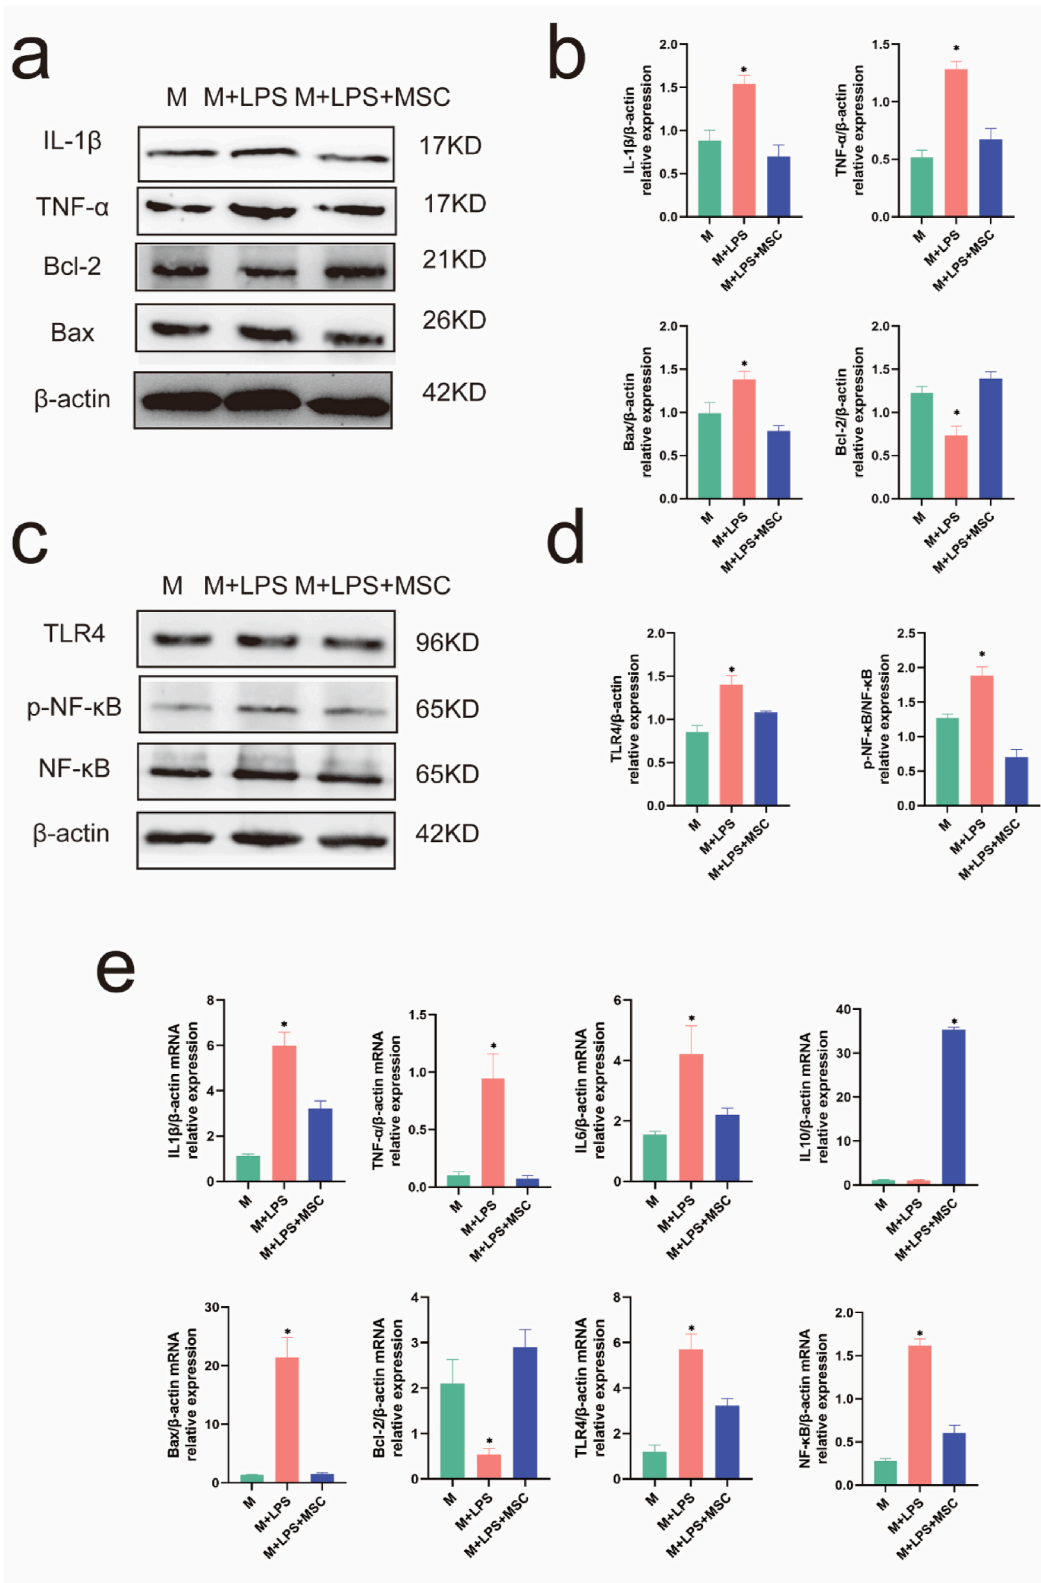 a
M M+LPS M+LPS+MSC
IL-1β 17KD
TNF-α 17KD
Bcl-2 21KD
Bax 26KD
β-actin 42KD
b
IL-1β/β-actin
relative expression
2.0
1.5
1.0
0.5
0.0
*
M
M+LPS
M+LPS+MSC
TNF-α/β-actin
relative expression
1.5
1.0
0.5
0.0
*
M
M+LPS
M+LPS+MSC
Bax/β-actin
relative expression
2.0
1.5
1.0
0.5
0.0
*
M
M+LPS
M+LPS+MSC
Bcl-2/β-actin
relative expression
2.0
1.5
1.0
0.5
0.0
*
M
M+LPS
M+LPS+MSC
c
M M+LPS M+LPS+MSC
TLR4 96KD
p-NF-κB 65KD
NF-κB 65KD
β-actin 42KD
d
TLR4/β-actin
relative expression
2.0
1.5
1.0
0.5
0.0
*
M
M+LPS
M+LPS+MSC
p-NF-κB/NF-κB
relative expression
2.5
2.0
1.5
1.0
0.5
0.0
*
M
M+LPS
M+LPS+MSC
e
IL1β/β-actin mRNA
relative expression
8
6
4
2
0
*
M
M+LPS
M+LPS+MSC
TNF-α/β-actin mRNA
relative expression
1.5
1.0
0.5
0.0
*
M
M+LPS
M+LPS+MSC
IL6/β-actin mRNA
relative expression
6
4
2
0
*
M
M+LPS
M+LPS+MSC
IL10/β-actin mRNA
relative expression
40
30
20
10
0
*
M
M+LPS
M+LPS+MSC
Bax/β-actin mRNA
relative expression
30
20
10
0
*
M
M+LPS
M+LPS+MSC
Bcl-2/β-actin mRNA
relative expression
4
3
2
1
0
*
M
M+LPS
M+LPS+MSC
TLR4/β-actin mRNA
relative expression
8
6
4
2
0
*
M
M+LPS
M+LPS+MSC
NF-κB/β-actin mRNA
relative expression
2.0
1.5
1.0
0.5
0.0
*
M
M+LPS
M+LPS+MSC